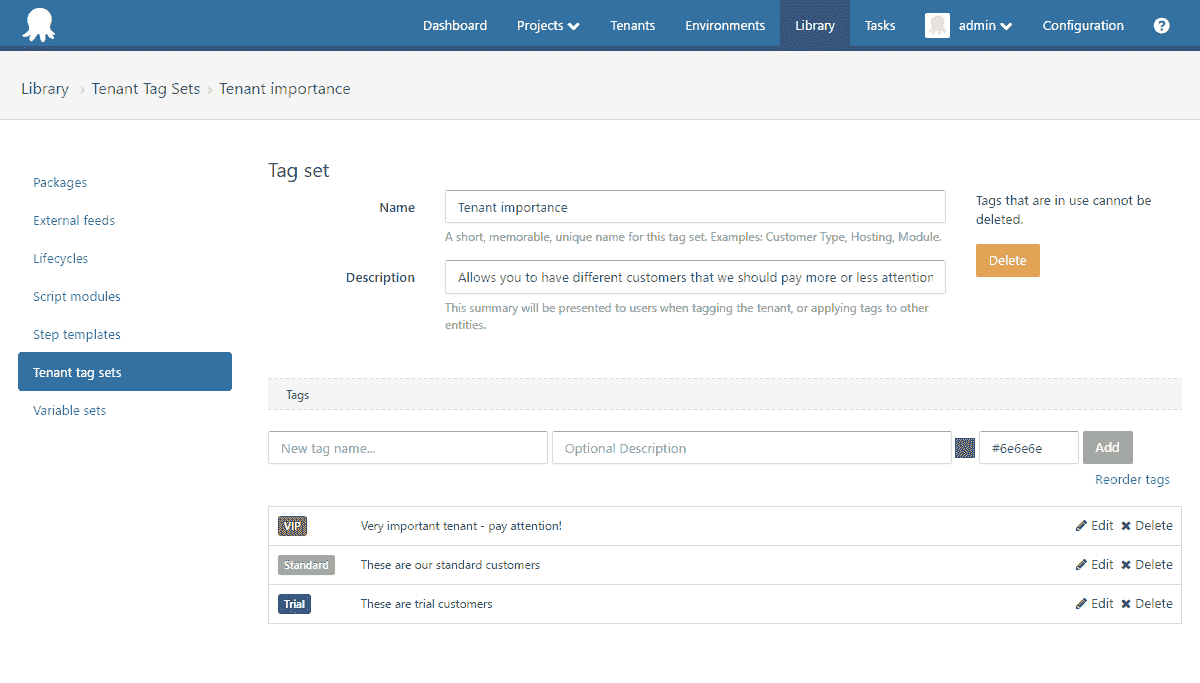 Dashboard Projects Tenants Environments Library Tasks admin Configuration ?
Library › Tenant Tag Sets › Tenant importance
Packages
External feeds
Lifecycles
Script modules
Step templates
Tenant tag sets
Variable sets
Tag set
Name
Tenant importance
A short, memorable, unique name for this tag set. Examples: Customer Type, Hosting, Module.
Description
Allows you to have different customers that we should pay more or less attention
This summary will be presented to users when tagging the tenant, or applying tags to other
entities.
Tags that are in use cannot be
deleted.
Delete
Tags
New tag name... Optional Description #6e6e6e Add
Reorder tags
VIP Very important tenant - pay attention! Edit Delete
Standard These are our standard customers Edit Delete
Trial These are trial customers Edit Delete